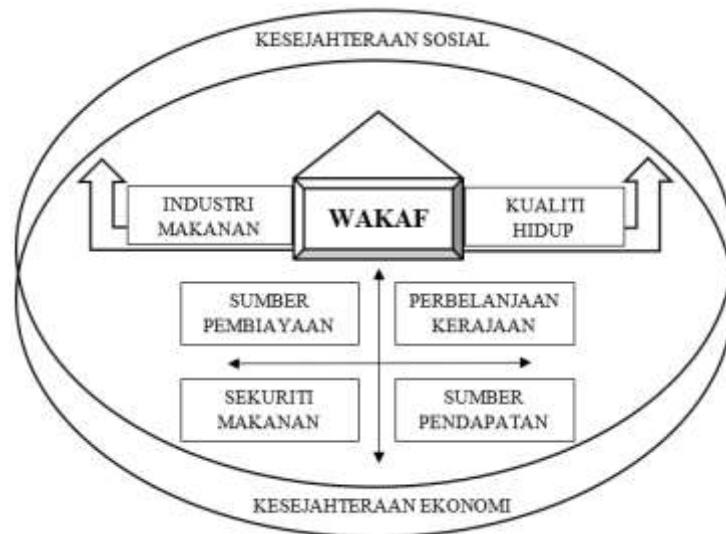 KESEJAHTERAAN SOSIAL
INDUSTRI
MAKANAN
WAKAF
KUALITI
HIDUP
SUMBER
PEMBIAYAAN
PERBELANJAAN
KERAJAAN
SEKURITI
MAKANAN
SUMBER
PENDAPATAN
KESEJAHTERAAN EKONOMI